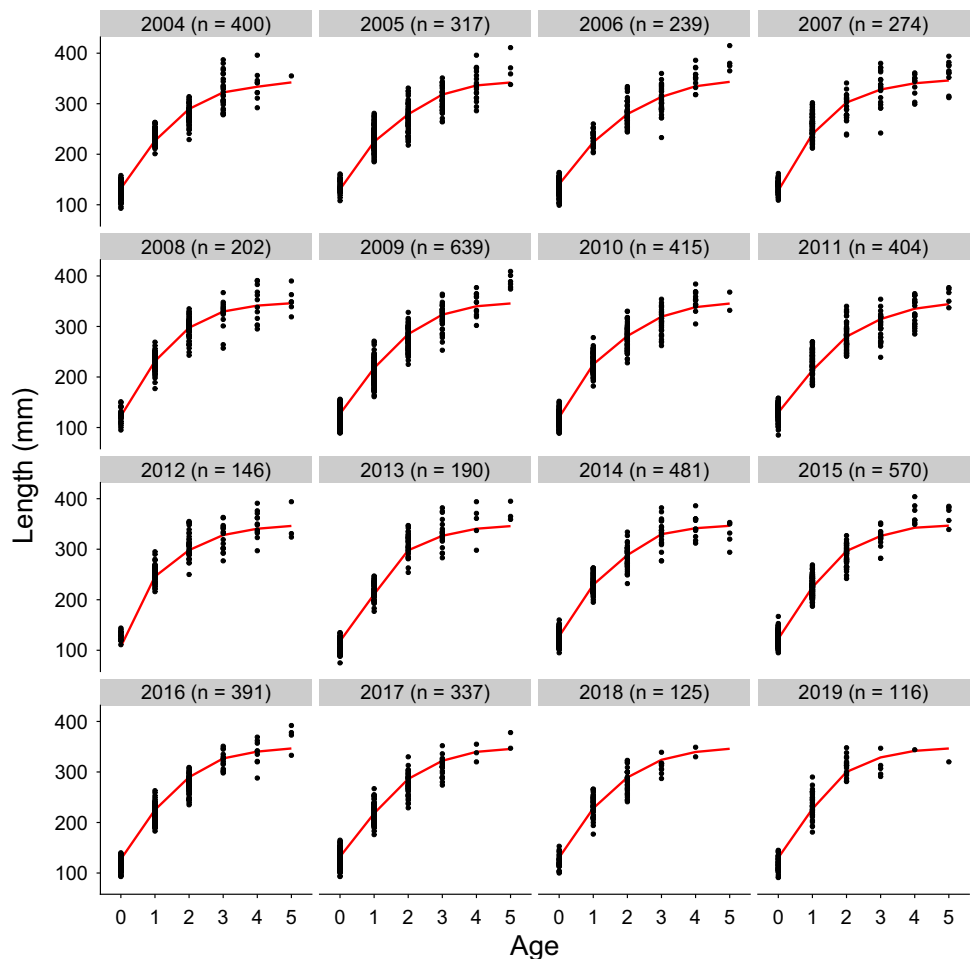 2004 (n = 400) 2005 (n = 317) 2006 (n = 239) 2007 (n = 274)
400
300
200
100
2008 (n = 202) 2009 (n = 639) 2010 (n = 415) 2011 (n = 404)
400
300
200
100
Length (mm)
2012 (n = 146) 2013 (n = 190) 2014 (n = 481) 2015 (n = 570)
400
300
200
100
2016 (n = 391) 2017 (n = 337) 2018 (n = 125) 2019 (n = 116)
400
300
200
100
0 1 2 3 4 5 0 1 2 3 4 5 0 1 2 3 4 5 0 1 2 3 4 5
Age